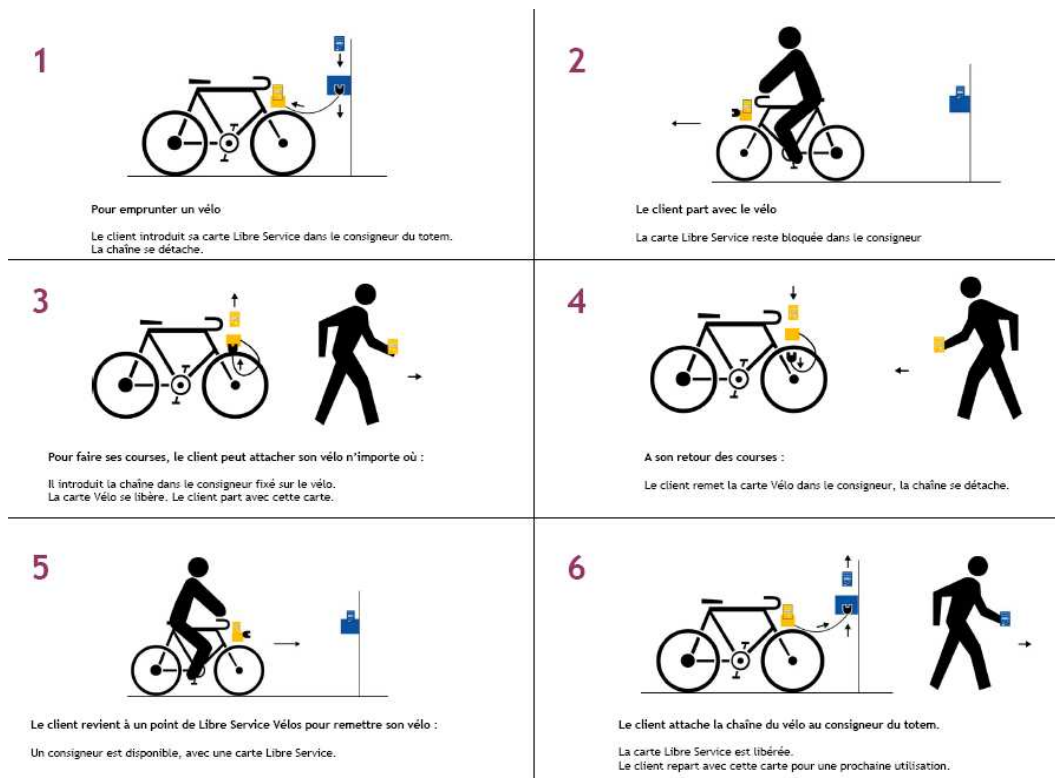 1
Pour emprunter un vélo
Le client introduit sa carte Libre Service dans le consigneur du totem.
La chaîne se détache.
2
Le client part avec le vélo
La carte Libre Service reste bloquée dans le consigneur
3
Pour faire ses courses, le client peut attacher son vélo n'importe où :
Il introduit la chaîne dans le consigneur fixé sur le vélo.
La carte Vélo se libère. Le client part avec cette carte.
4
A son retour des courses :
Le client remet la carte Vélo dans le consigneur, la chaîne se détache.
5
Le client revient à un point de Libre Service Vélos pour remettre son vélo :
Un consigneur est disponible, avec une carte Libre Service.
6
Le client attache la chaîne du vélo au consigneur du totem.
La carte Libre Service est libérée.
Le client repart avec cette carte pour une prochaine utilisation.